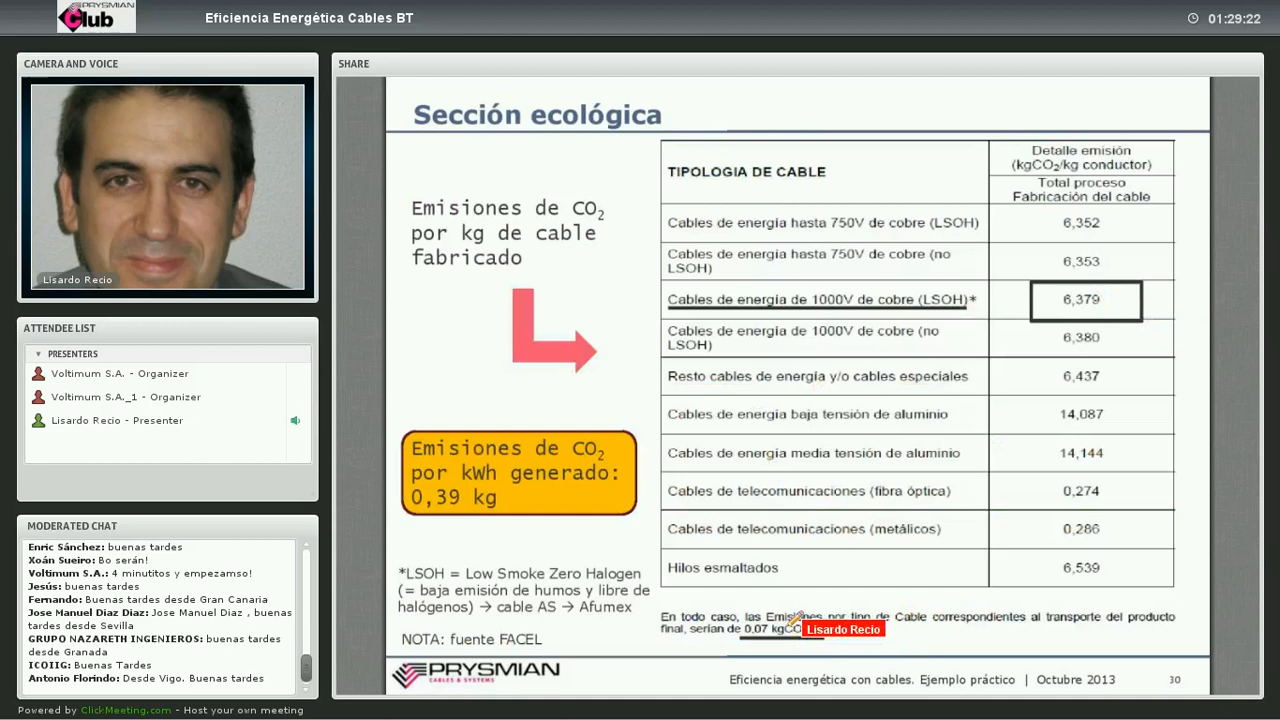 PRYSMIAN
Club
Eficiencia Energética Cables BT
01:29:22
CAMERA AND VOICE
Lisardo Recio
ATTENDEE LIST
PRESENTERS
Voltimum S.A. - Organizer
Voltimum S.A._1 - Organizer
Lisardo Recio - Presenter
MODERATED CHAT
Enric Sánchez: buenas tardes
Xoán Sueiro: Bo serán!
Voltimum S.A.: 4 minutitos y empezamso!
Jesús: buenas tardes
Fernando: Buenas tardes desde Gran Canaria
Jose Manuel Diaz Diaz: Jose Manuel Diaz , buenas
tardes desde Sevilla
GRUPO NAZARETH INGENIEROS: buenas tardes
desde Granada
ICOIIG: Buenas Tardes
Antonio Florindo: Desde Vigo. Buenas tardes
Powered by ClickMeeting.com - Host your own meeting
SHARE
Sección ecológica
Emisiones de CO₂
por kg de cable
fabricado
Emisiones de CO₂
por kWh generado:
0,39 kg
*LSOH = Low Smoke Zero Halogen
(= baja emisión de humos y libre de
halógenos) → cable AS → Afumex
NOTA: fuente FACEL
TIPOLOGIA DE CABLE
Detalle emisión
(kgCO₂/kg conductor)
Total proceso
Fabricación del cable
Cables de energía hasta 750V de cobre (LSOH) 6,352
Cables de energía hasta 750V de cobre (no
LSOH) 6,353
Cables de energía de 1000V de cobre (LSOH)* 6,379
Cables de energía de 1000V de cobre (no
LSOH) 6,380
Resto cables de energía y/o cables especiales 6,437
Cables de energía baja tensión de aluminio 14,087
Cables de energía media tensión de aluminio 14,144
Cables de telecomunicaciones (fibra óptica) 0,274
Cables de telecomunicaciones (metálicos) 0,286
Hilos esmaltados 6,539
En todo caso, las Emisiones por tipo de Cable correspondientes al transporte del producto
final, serían de 0,07
Lisardo Recio
PRYSMIAN
CABLES & SYSTEMS
Eficiencia energética con cables. Ejemplo práctico | Octubre 2013 30